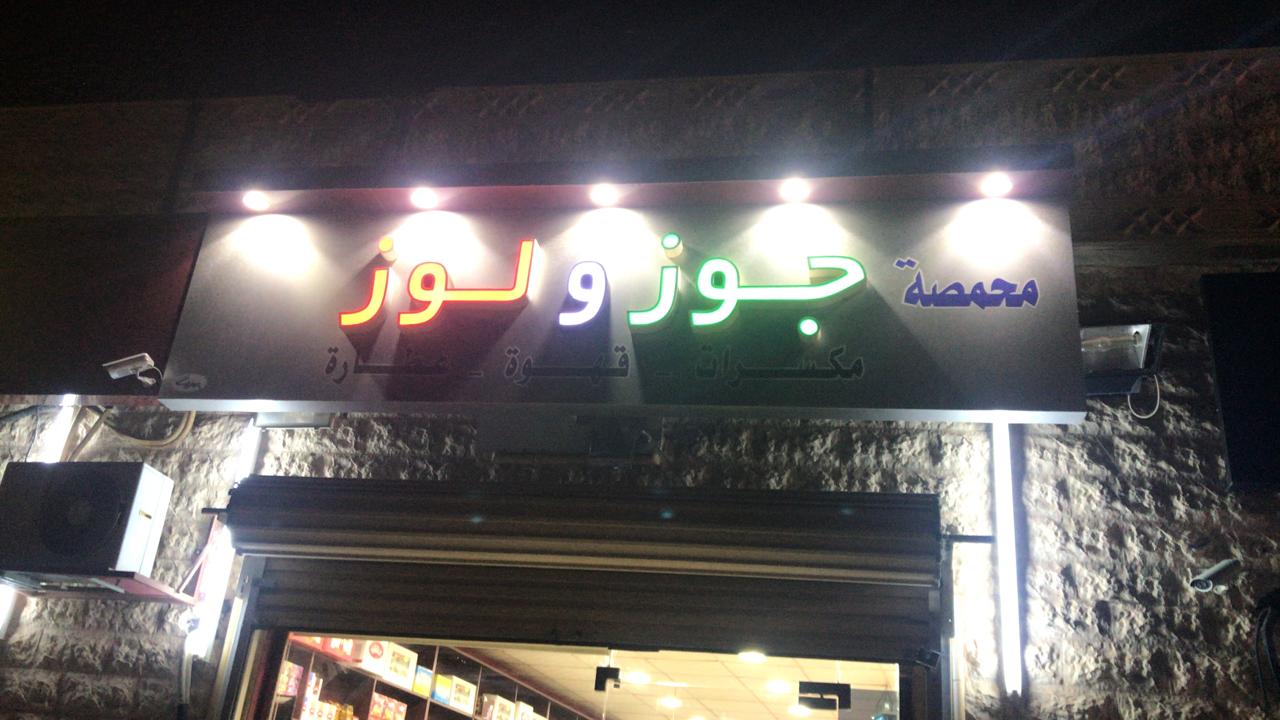 محمصة جوز و لوز
مكسرات - قهوة - عطارة